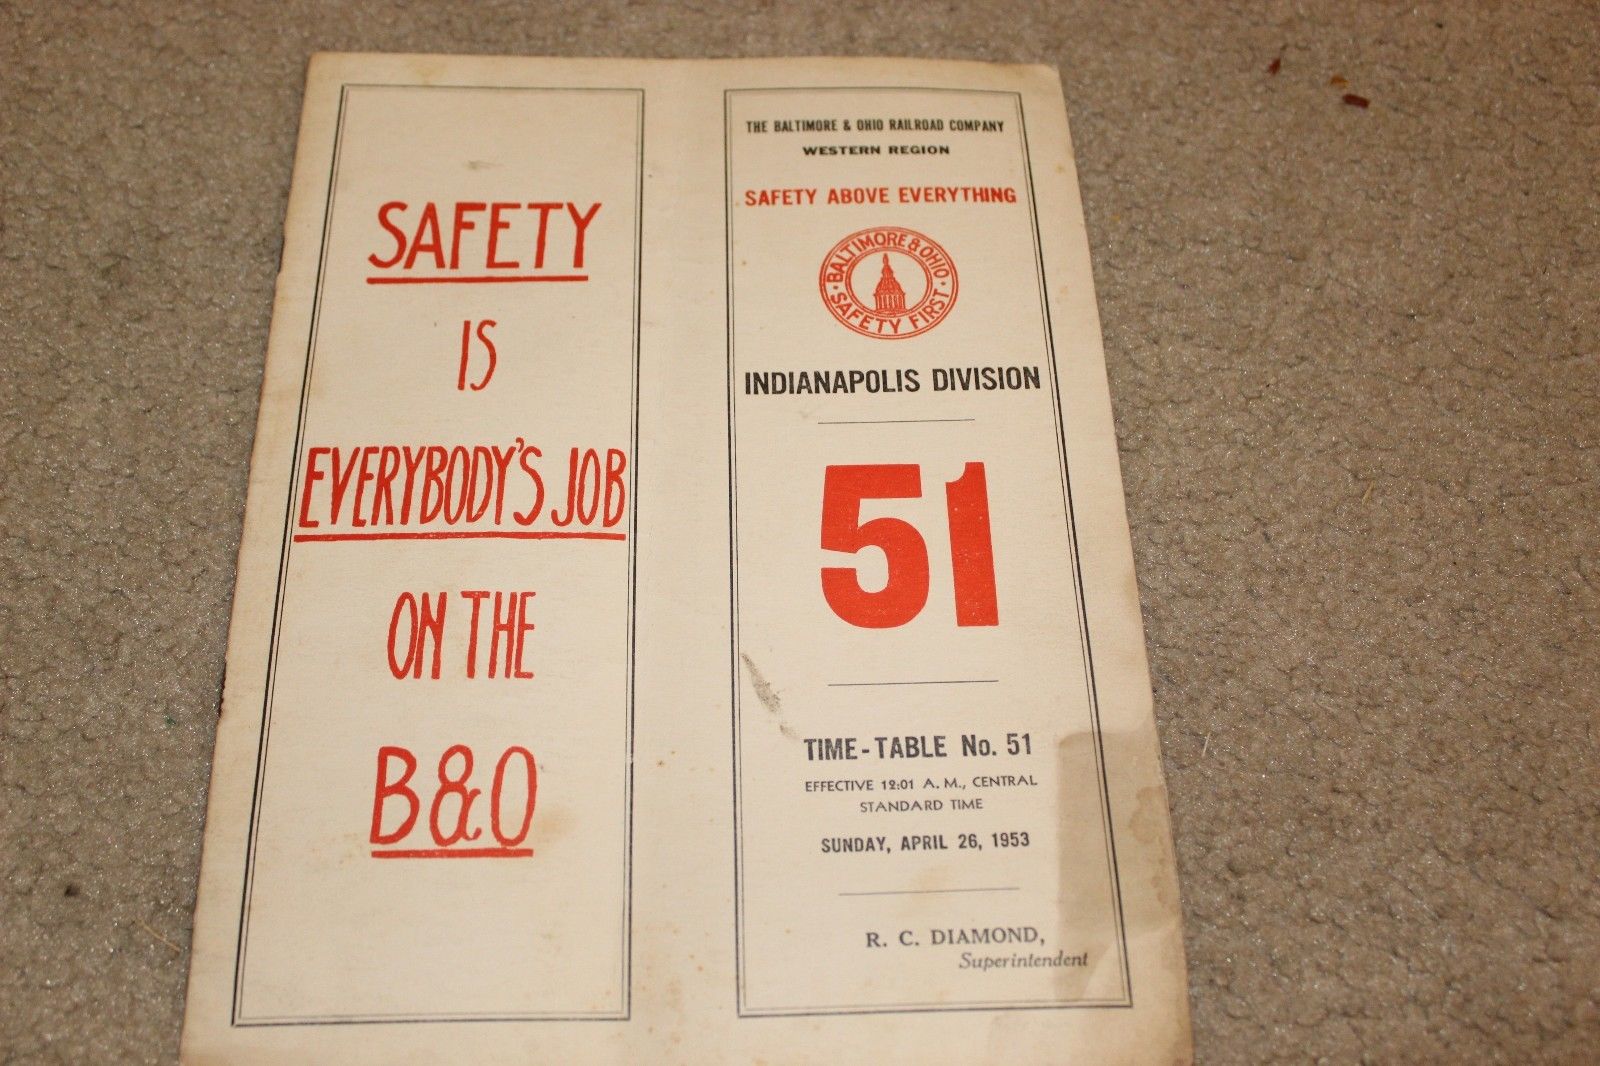 SAFETY
IS
EVERYBODY'S JOB
ON THE
B&O
THE BALTIMORE & OHIO RAILROAD COMPANY
WESTERN REGION
SAFETY ABOVE EVERYTHING
BALTIMORE & OHIO
SAFETY FIRST
INDIANAPOLIS DIVISION
51
TIME-TABLE No. 51
EFFECTIVE 12:01 A. M., CENTRAL
STANDARD TIME
SUNDAY, APRIL 26, 1953
R. C. DIAMOND,
Superintendent